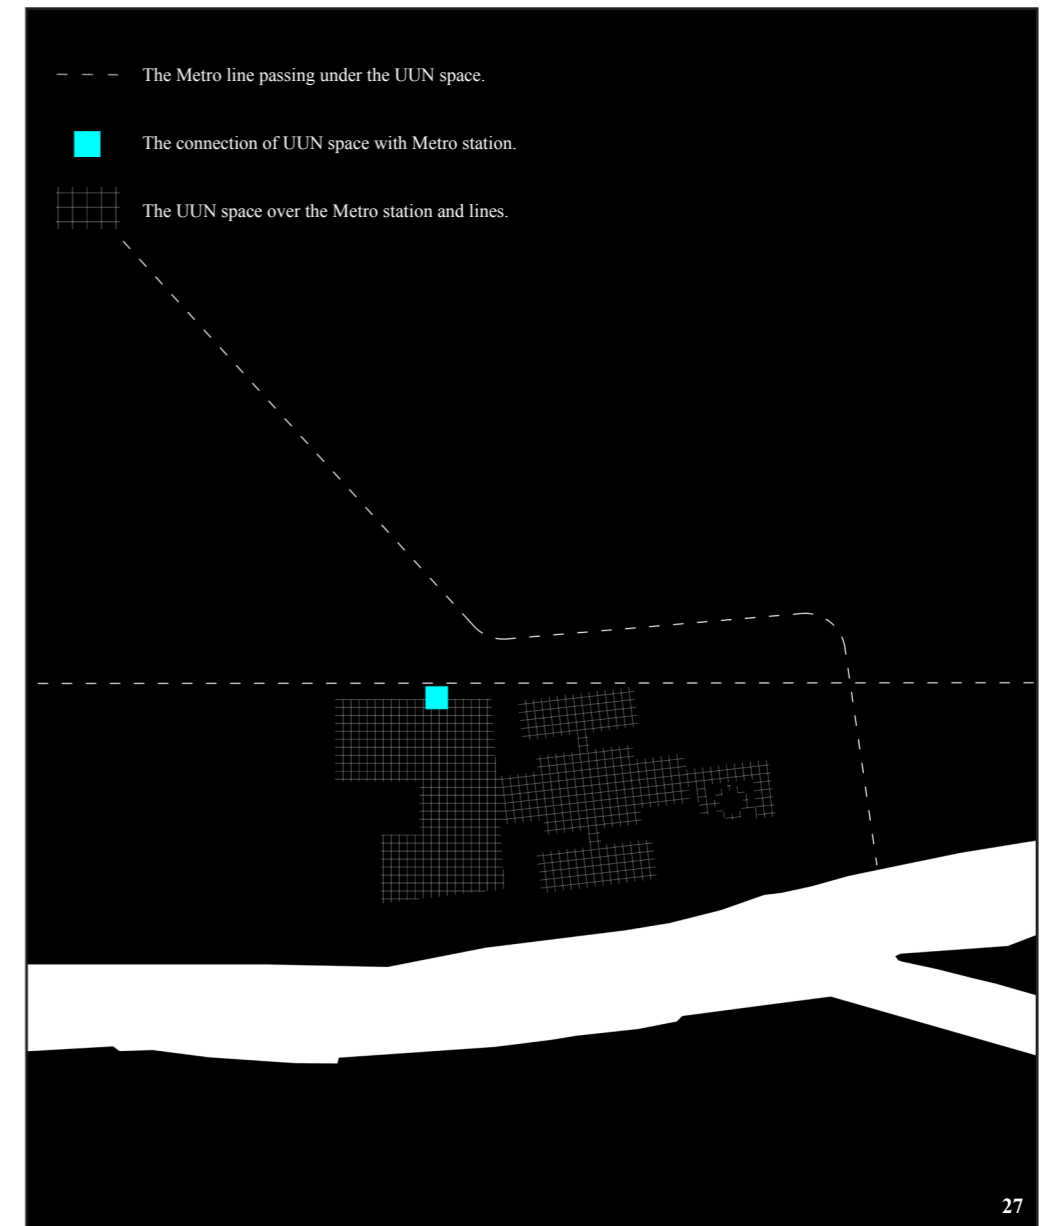 The Metro line passing under the UUN space.
The connection of UUN space with Metro station.
The UUN space over the Metro station and lines.
27